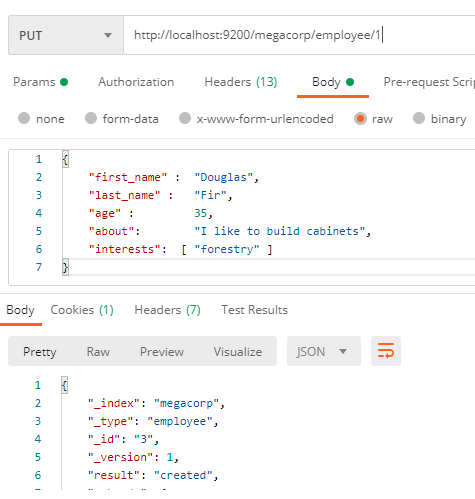 PUT http://localhost:9200/megacorp/employee/1
Params Authorization Headers (13) Body Pre-request Scri
none form-data x-www-form-urlencoded raw binary
1 {
2 "first_name" : "Douglas",
3 "last_name" : "Fir",
4 "age" : 35,
5 "about": "I like to build cabinets",
6 "interests": [ "forestry" ]
7 }
Body Cookies (1) Headers (7) Test Results
Pretty Raw Preview Visualize JSON
1 {
2 "_index": "megacorp",
3 "_type": "employee",
4 "_id": "3",
5 "_version": 1,
6 "result": "created",